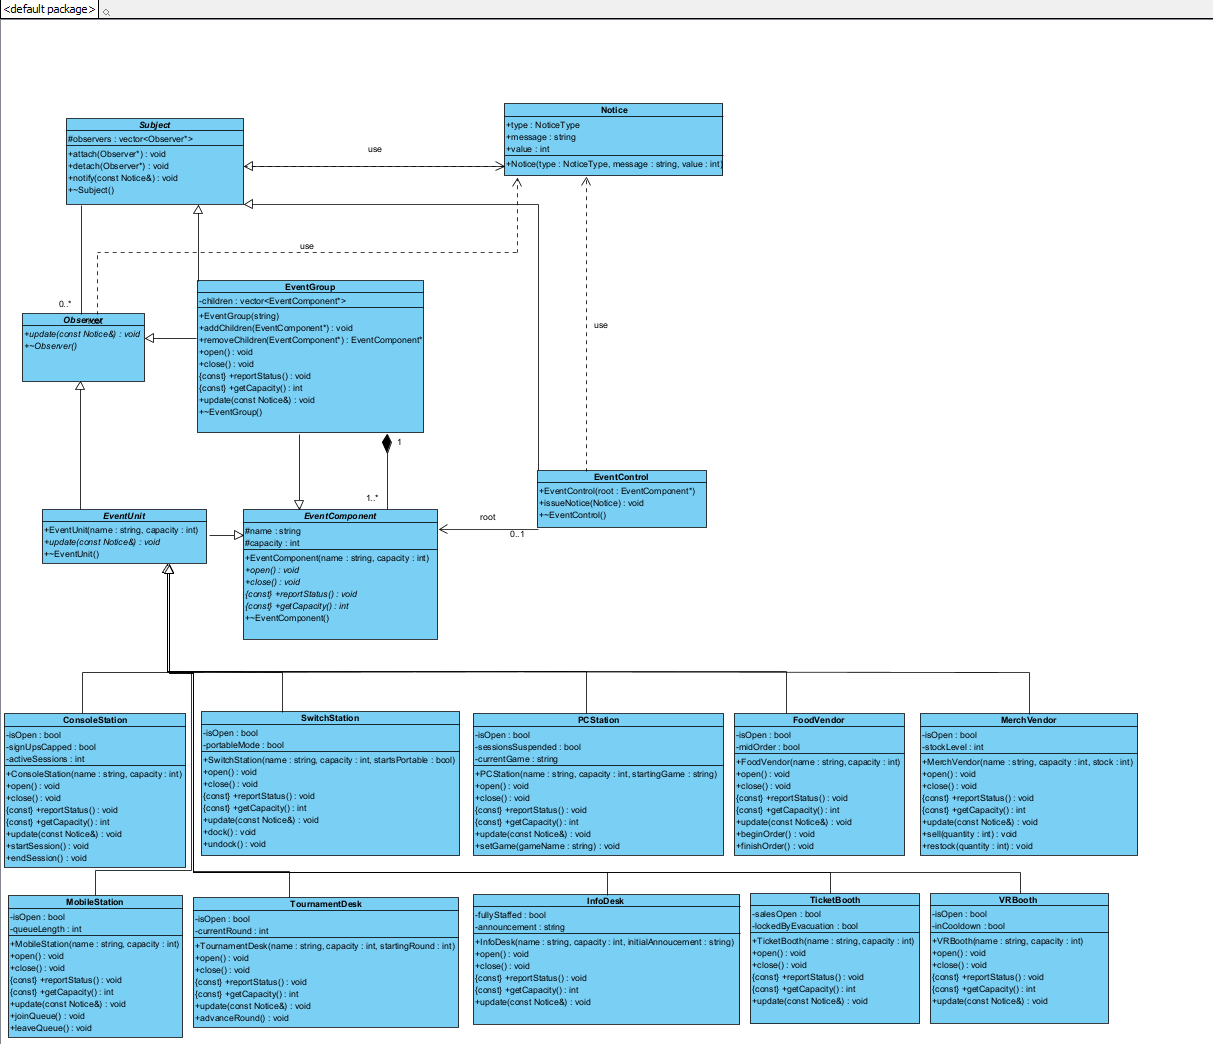 <default package>
Subject
#observers : vector<Observer*>
+attach(Observer*) : void
+detach(Observer*) : void
+notify(const Notice&) : void
+~Subject()
Notice
+type : NoticeType
+message : string
+value : int
+Notice(type : NoticeType, message : string, value : int)
use
use
use
0..*
Observer
+update(const Notice&) : void
+~Observer()
EventGroup
-children : vector<EventComponent*>
+EventGroup(string)
+addChildren(EventComponent*) : void
+removeChildren(EventComponent*) : EventComponent*
+open() : void
+close() : void
{const} +reportStatus() : void
{const} +getCapacity() : int
+update(const Notice&) : void
+~EventGroup()
1
1..*
EventControl
+EventControl(root : EventComponent*)
+issueNotice(Notice) : void
+~EventControl()
root
0..1
EventUnit
+EventUnit(name : string, capacity : int)
+update(const Notice&) : void
+~EventUnit()
EventComponent
#name : string
#capacity : int
+EventComponent(name : string, capacity : int)
+open() : void
+close() : void
{const} +reportStatus() : void
{const} +getCapacity() : int
+~EventComponent()
ConsoleStation
-isOpen : bool
-signUpsCapped : bool
-activeSessions : int
+ConsoleStation(name : string, capacity : int)
+open() : void
+close() : void
{const} +reportStatus() : void
{const} +getCapacity() : int
+update(const Notice&) : void
+startSession() : void
+endSession() : void
SwitchStation
-isOpen : bool
-portableMode : bool
+SwitchStation(name : string, capacity : int, startsPortable : bool)
+open() : void
+close() : void
{const} +reportStatus() : void
{const} +getCapacity() : int
+update(const Notice&) : void
+dock() : void
+undock() : void
PCStation
-isOpen : bool
-sessionsSuspended : bool
-currentGame : string
+PCStation(name : string, capacity : int, startingGame : string)
+open() : void
+close() : void
{const} +reportStatus() : void
{const} +getCapacity() : int
+update(const Notice&) : void
+setGame(gameName : string) : void
FoodVendor
-isOpen : bool
-midOrder : bool
+FoodVendor(name : string, capacity : int)
+open() : void
+close() : void
{const} +reportStatus() : void
{const} +getCapacity() : int
+update(const Notice&) : void
+beginOrder() : void
+finishOrder() : void
MerchVendor
-isOpen : bool
-stockLevel : int
+MerchVendor(name : string, capacity : int, stock : int)
+open() : void
+close() : void
{const} +reportStatus() : void
{const} +getCapacity() : int
+update(const Notice&) : void
+sell(quantity : int) : void
+restock(quantity : int) : void
MobileStation
-isOpen : bool
-queueLength : int
+MobileStation(name : string, capacity : int)
+open() : void
+close() : void
{const} +reportStatus() : void
{const} +getCapacity() : int
+update(const Notice&) : void
+joinQueue() : void
+leaveQueue() : void
TournamentDesk
-isOpen : bool
-currentRound : int
+TournamentDesk(name : string, capacity : int, startingRound : int)
+open() : void
+close() : void
{const} +reportStatus() : void
{const} +getCapacity() : int
+update(const Notice&) : void
+advanceRound() : void
InfoDesk
-fullyStaffed : bool
-announcement : string
+InfoDesk(name : string, capacity : int, initialAnnoucement : string)
+open() : void
+close() : void
{const} +reportStatus() : void
{const} +getCapacity() : int
+update(const Notice&) : void
TicketBooth
-salesOpen : bool
-lockedByEvacuation : bool
+TicketBooth(name : string, capacity : int)
+open() : void
+close() : void
{const} +reportStatus() : void
{const} +getCapacity() : int
+update(const Notice&) : void
VRBooth
-isOpen : bool
-inCooldown : bool
+VRBooth(name : string, capacity : int)
+open() : void
+close() : void
{const} +reportStatus() : void
{const} +getCapacity() : int
+update(const Notice&) : void